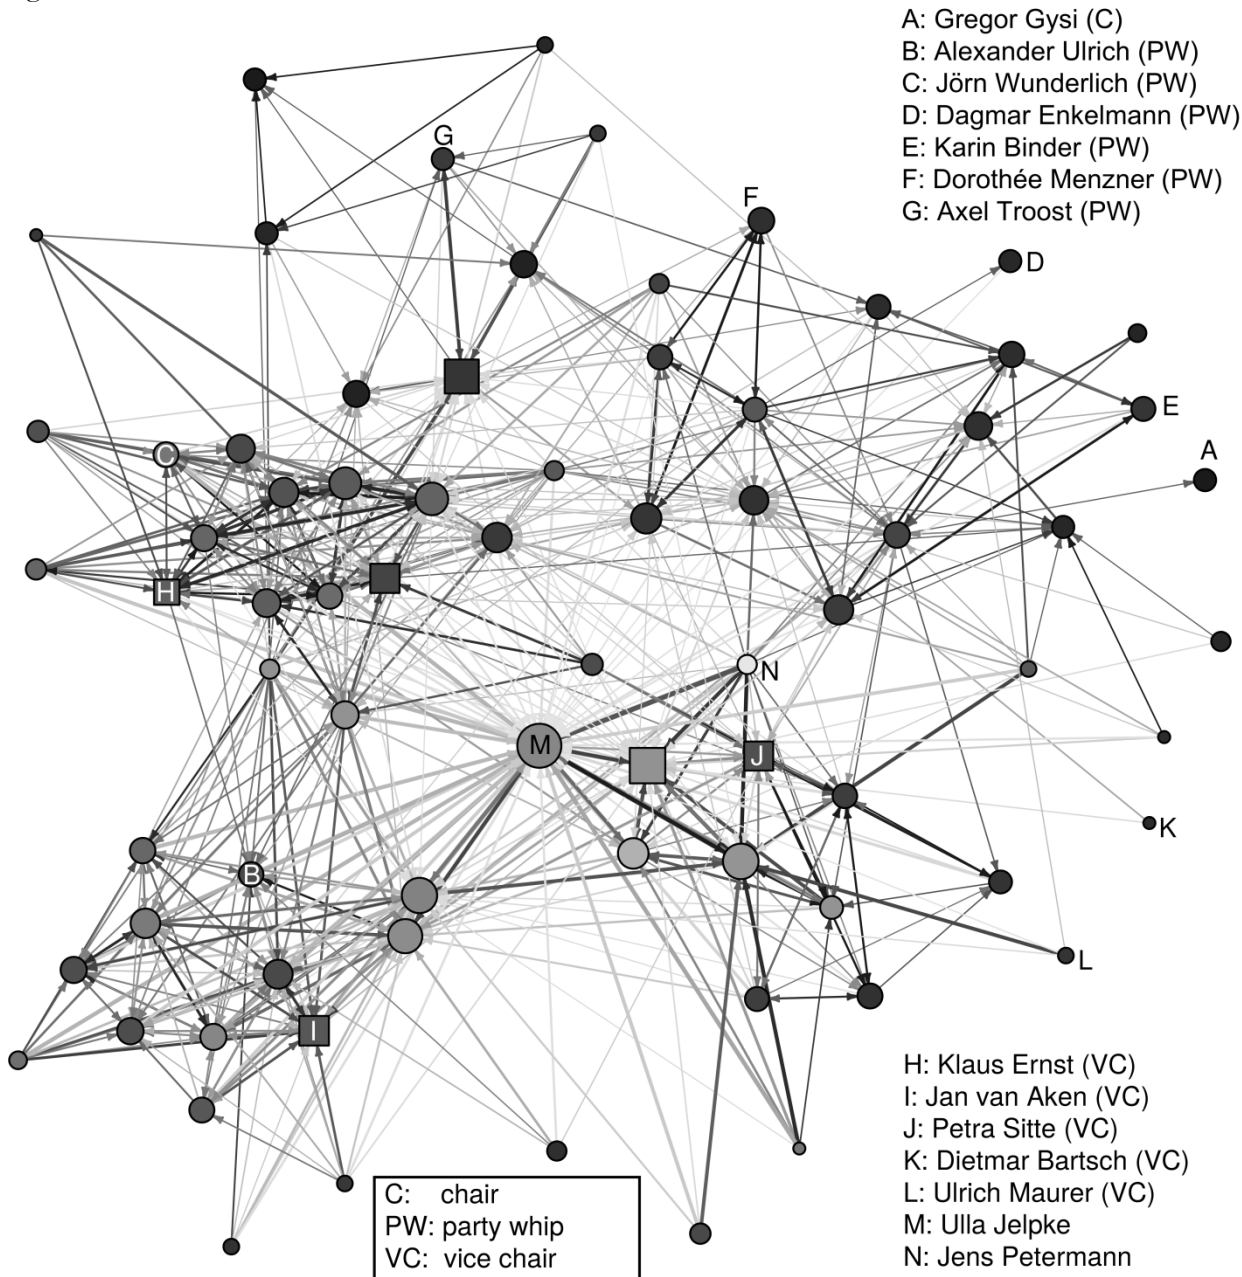 A: Gregor Gysi (C)
B: Alexander Ulrich (PW)
C: Jörn Wunderlich (PW)
D: Dagmar Enkelmann (PW)
E: Karin Binder (PW)
F: Dorothée Menzner (PW)
G: Axel Troost (PW)
G
F
D
E
A
C
H
N
M
J
K
B
L
I
H: Klaus Ernst (VC)
I: Jan van Aken (VC)
J: Petra Sitte (VC)
K: Dietmar Bartsch (VC)
L: Ulrich Maurer (VC)
M: Ulla Jelpke
N: Jens Petermann
C: chair
PW: party whip
VC: vice chair